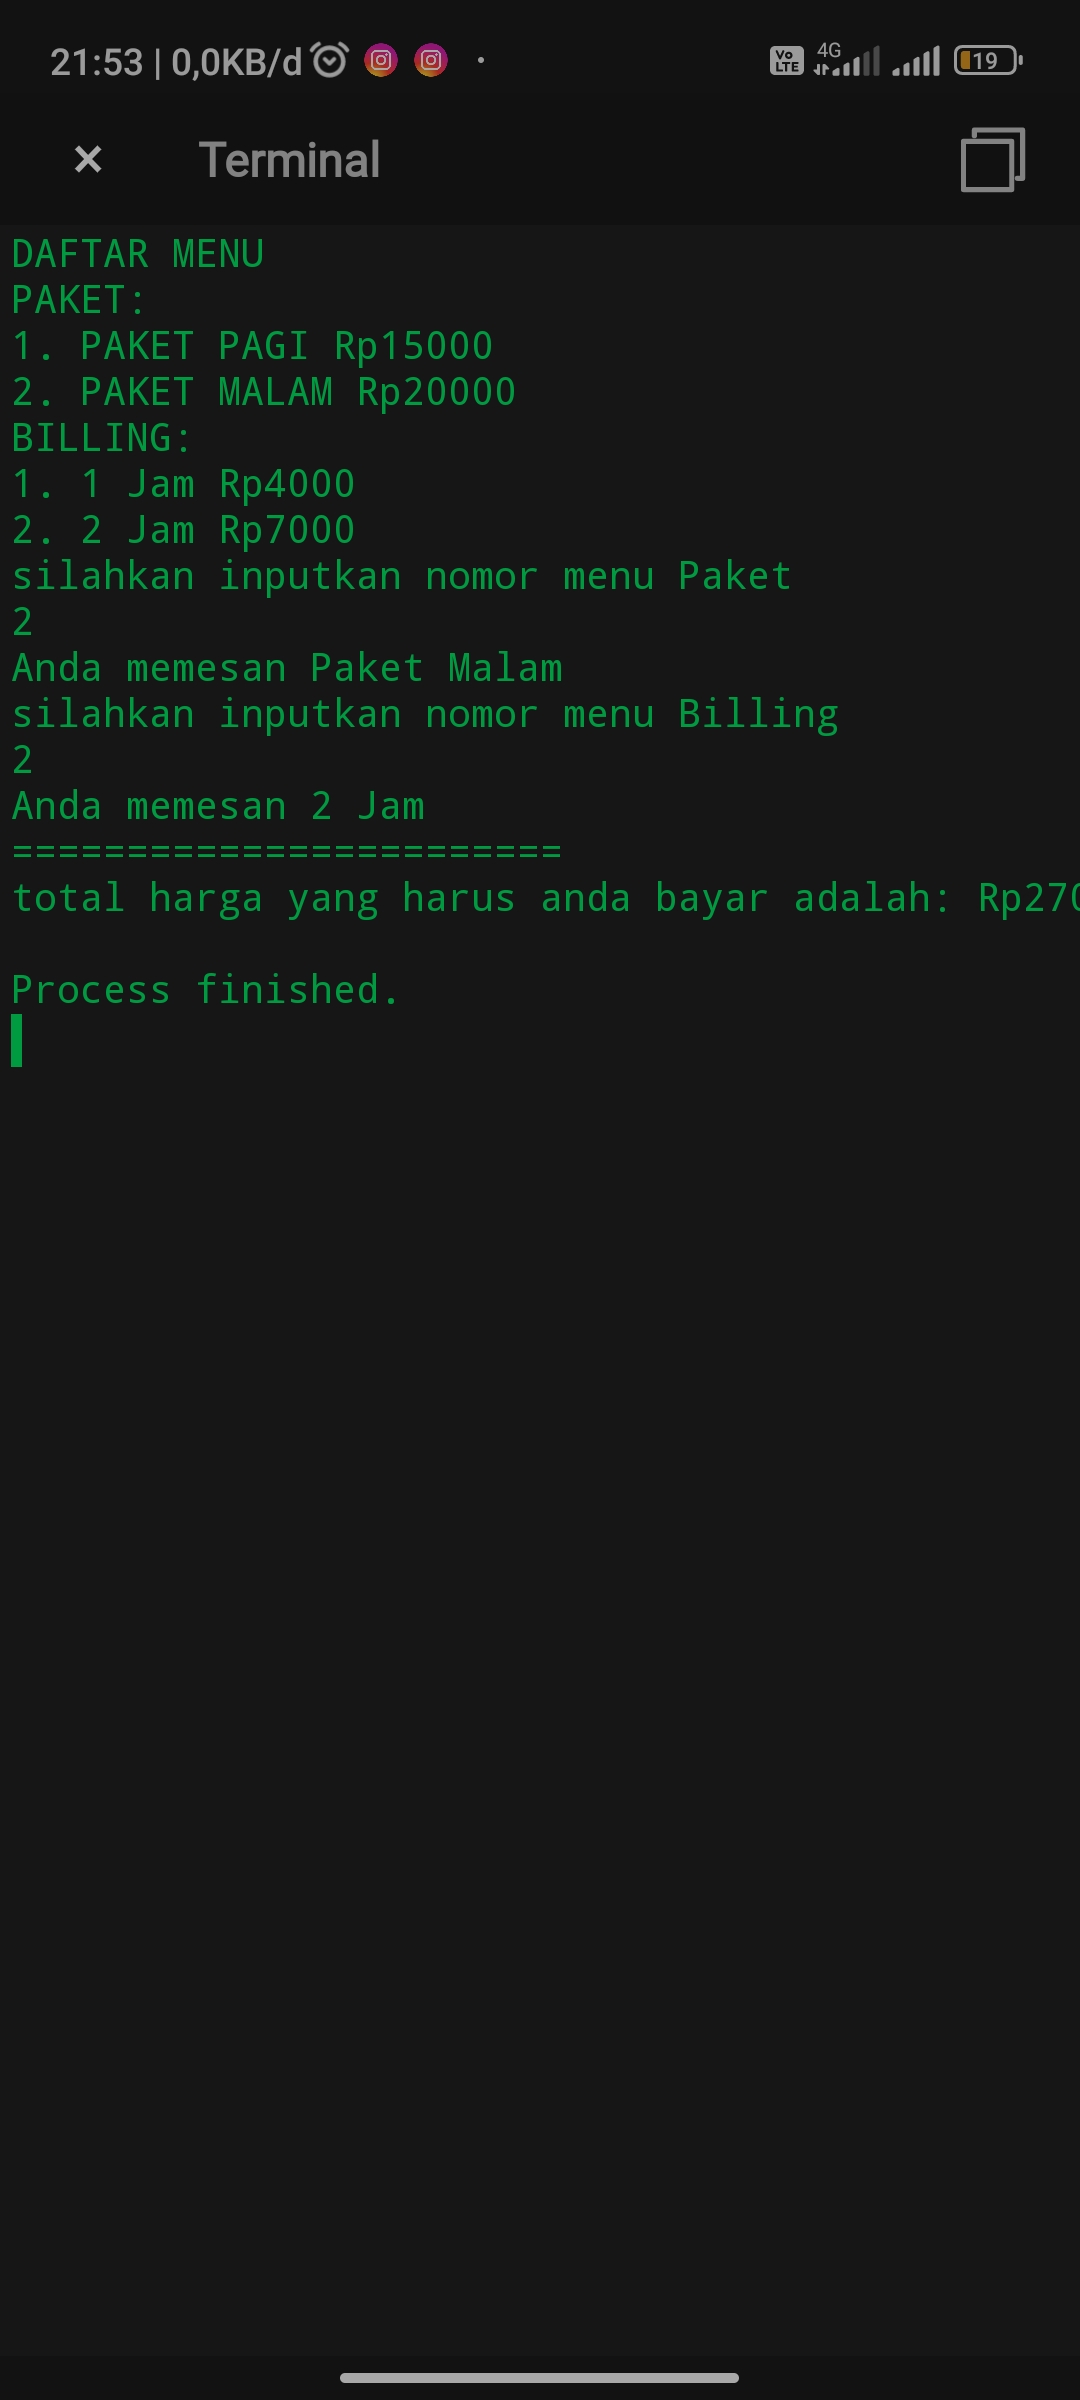 21:53 | 0,0KB/d
Vo LTE 4G 19
Terminal
DAFTAR MENU
PAKET:
1. PAKET PAGI Rp15000
2. PAKET MALAM Rp20000
BILLING:
1. 1 Jam Rp4000
2. 2 Jam Rp7000
silahkan inputkan nomor menu Paket
2
Anda memesan Paket Malam
silahkan inputkan nomor menu Billing
2
Anda memesan 2 Jam
========================
total harga yang harus anda bayar adalah: Rp270
Process finished.